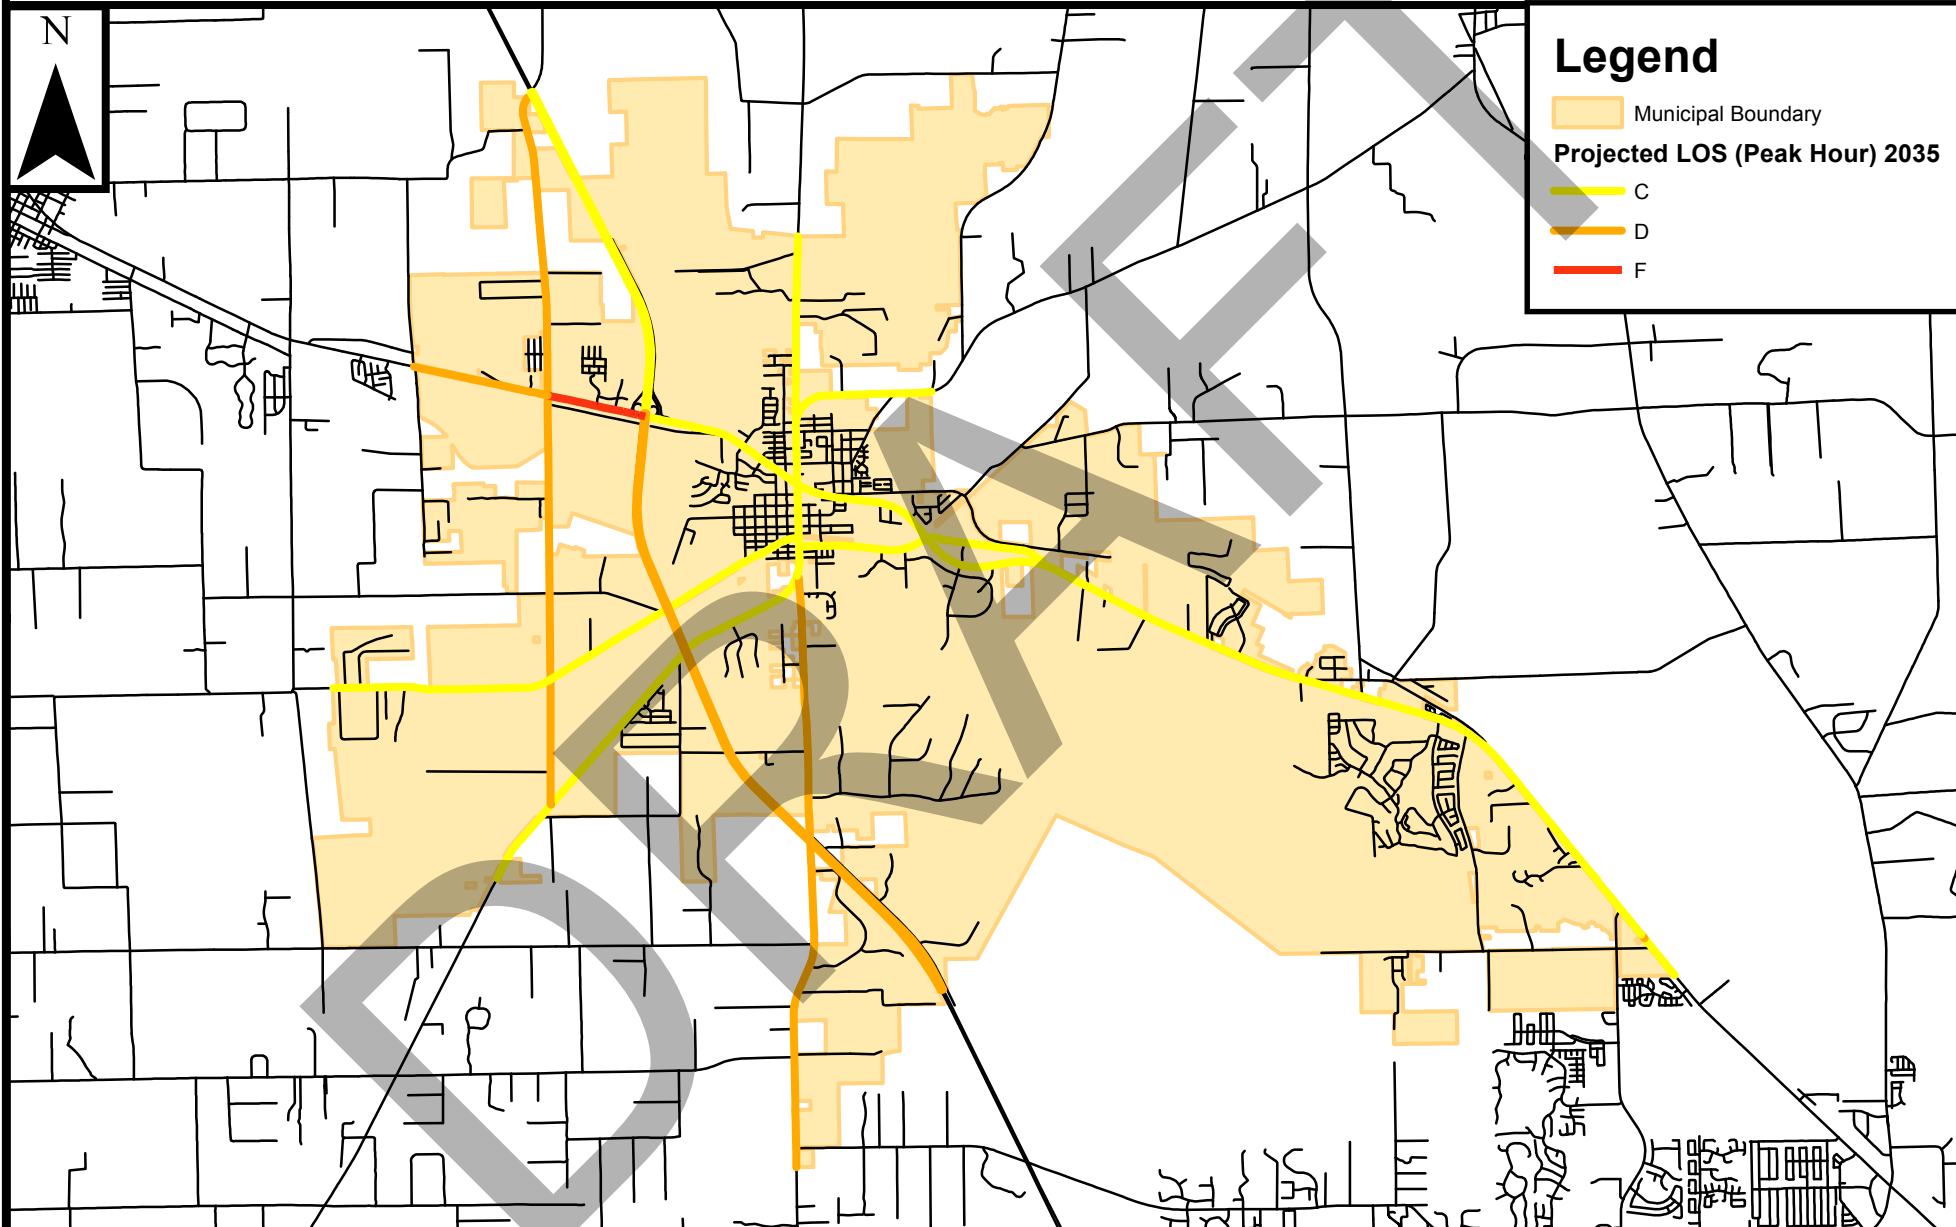 N
Legend
Municipal Boundary
Projected LOS (Peak Hour) 2035
C
D
F
DRAFT